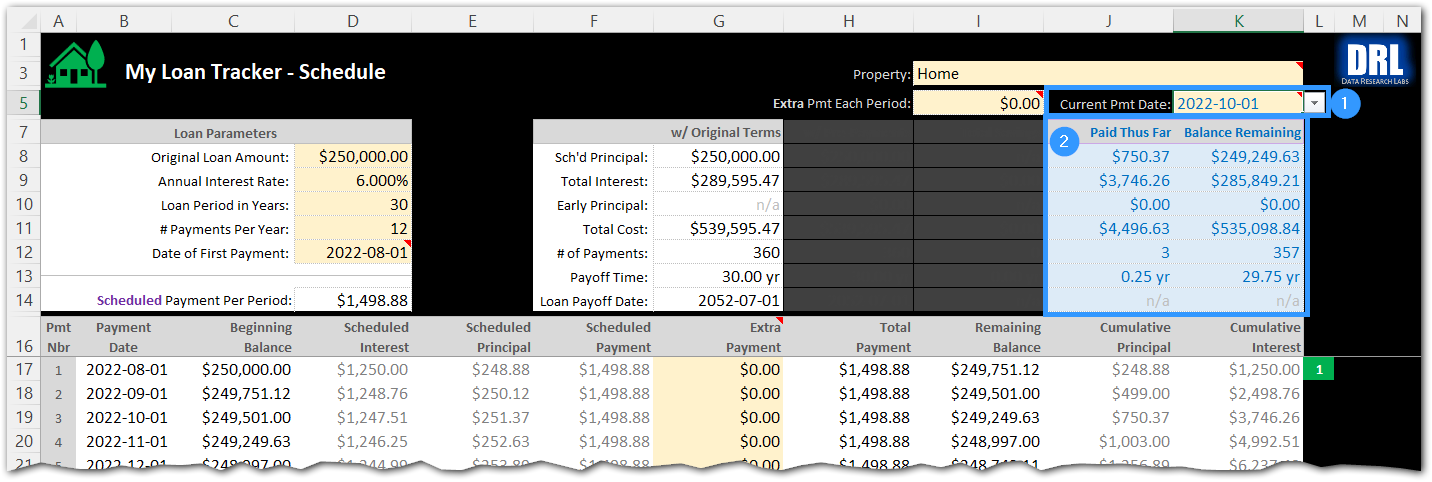 A B C D E F G H I J K L M N
1
3 My Loan Tracker - Schedule Property: Home DRL
DATA RESEARCH LABS
5 Extra Pmt Each Period: $0.00 Current Pmt Date: 2022-10-01 1
7 Loan Parameters w/ Original Terms 2 Paid Thus Far Balance Remaining
8 Original Loan Amount: $250,000.00 Sch'd Principal: $250,000.00 $750.37 $249,249.63
9 Annual Interest Rate: 6.000% Total Interest: $289,595.47 $3,746.26 $285,849.21
10 Loan Period in Years: 30 Early Principal: n/a $0.00 $0.00
11 # Payments Per Year: 12 Total Cost: $539,595.47 $4,496.63 $535,098.84
12 Date of First Payment: 2022-08-01 # of Payments: 360 3 357
13 Payoff Time: 30.00 yr 0.25 yr 29.75 yr
14 Scheduled Payment Per Period: $1,498.88 Loan Payoff Date: 2052-07-01 n/a n/a
Pmt Payment Beginning Scheduled Scheduled Scheduled Extra Total Remaining Cumulative Cumulative
16 Nbr Date Balance Interest Principal Payment Payment Payment Balance Principal Interest
17 1 2022-08-01 $250,000.00 $1,250.00 $248.88 $1,498.88 $0.00 $1,498.88 $249,751.12 $248.88 $1,250.00 1
18 2 2022-09-01 $249,751.12 $1,248.76 $250.12 $1,498.88 $0.00 $1,498.88 $249,501.00 $499.00 $2,498.76
19 3 2022-10-01 $249,501.00 $1,247.51 $251.37 $1,498.88 $0.00 $1,498.88 $249,249.63 $750.37 $3,746.26
20 4 2022-11-01 $249,249.63 $1,246.25 $252.63 $1,498.88 $0.00 $1,498.88 $248,997.00 $1,003.00 $4,992.51
21 2022-12-01 $0.00